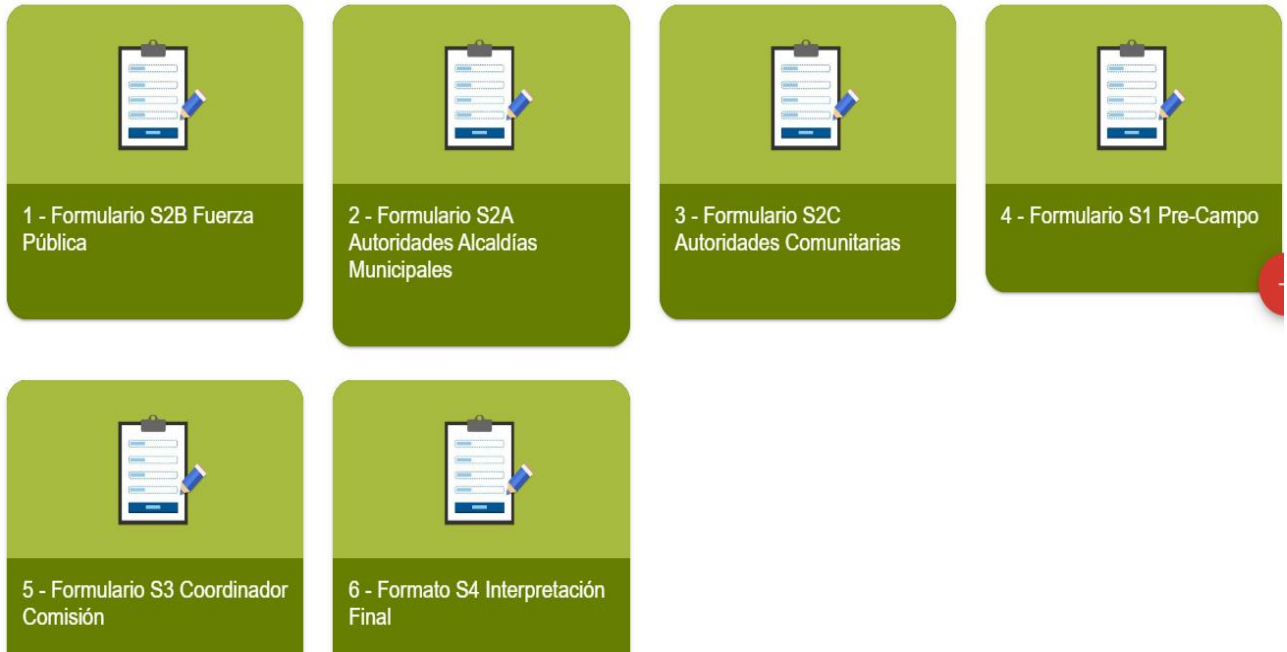 1 - Formulario S2B Fuerza
Pública
2 - Formulario S2A
Autoridades Alcaldías
Municipales
3 - Formulario S2C
Autoridades Comunitarias
4 - Formulario S1 Pre-Campo
5 - Formulario S3 Coordinador
Comisión
6 - Formato S4 Interpretación
Final